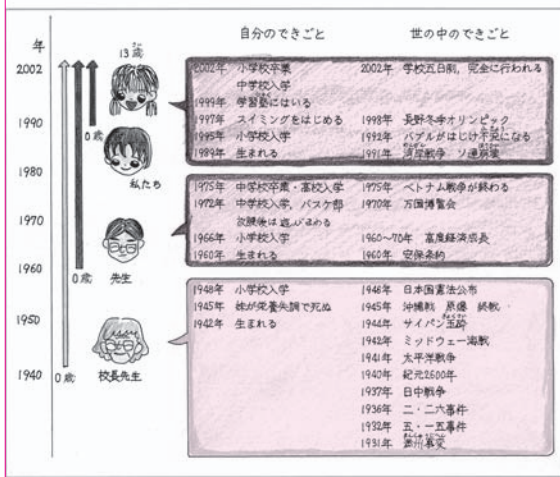 自分のできごと 世の中のできごと
年
2002
1990
1980
1970
1960
1950
1940
13歳
さい
0歳
私たち
0歳
先生
0歳
校長先生
2002年 小学校卒業
中学校入学
1999年 学習塾にはいる
1997年 スイミングをはじめる
1995年 小学校入学
1989年 生まれる
2002年 学校五日制,完全に行われる
1998年 長野冬季オリンピック
1992年 バブルがはじけ不況になる
1991年 湾岸戦争 ソ連崩壊
1975年 中学校卒業・高校入学
1972年 中学校入学,バスケ部
放課後は遊びまわる
1966年 小学校入学
1960年 生まれる
1975年 ベトナム戦争が終わる
1970年 万国博覧会
1960~70年 高度経済成長
1960年 安保条約
1948年 小学校入学
1945年 妹が栄養失調で死ぬ
1942年 生まれる
1946年 日本国憲法公布
1945年 沖縄戦 原爆 終戦
1944年 サイパン玉砕
1942年 ミッドウェー海戦
1941年 太平洋戦争
1940年 紀元2600年
1937年 日中戦争
1936年 二・二六事件
1932年 五・一五事件
1931年 満州事変